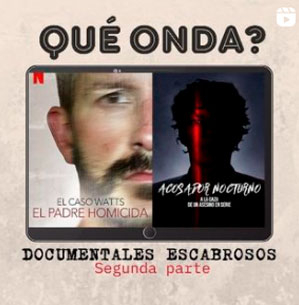 QUÉ ONDA?
N
EL CASO WATTS
EL PADRE HOMICIDA
ACOSADOR NOCTURNO
A LA CAZA
DE UN ASESINO EN SERIE
DOCUMENTALES ESCABROSOS
Segunda parte